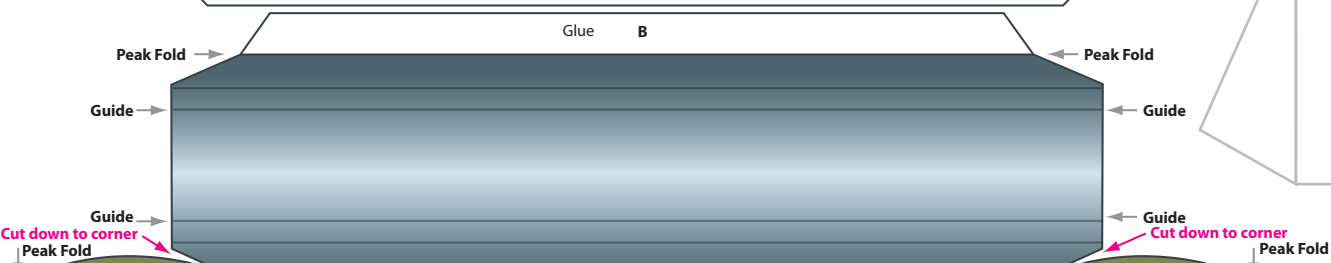 Glue B
Peak Fold Peak Fold
Guide Guide
Guide Guide
Cut down to corner Cut down to corner
Peak Fold Peak Fold